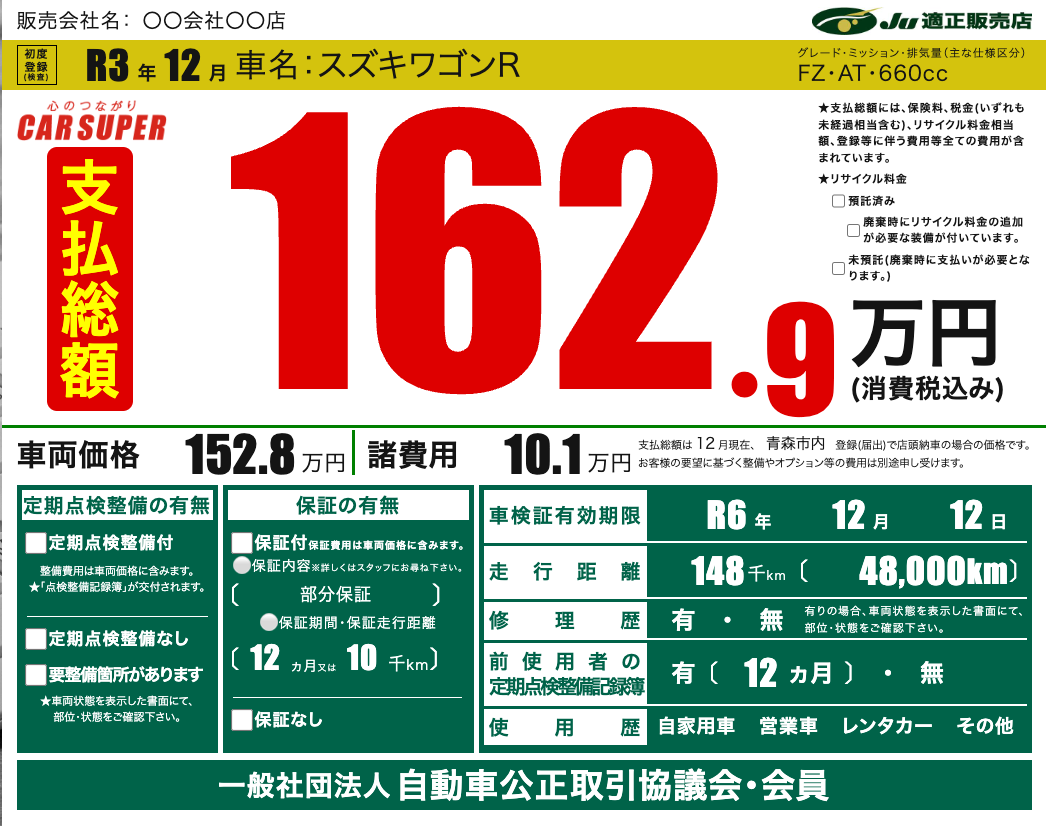 販売会社名： 〇〇会社〇〇店
Ju 適正販売店
初度
登録
(検査)
R3 年 12 月 車名：スズキワゴンR
グレード・ミッション・排気量（主な仕様区分）
FZ・AT・660cc
心のつながり
CAR SUPER
支払総額
162.9万円
(消費税込み)
★支払総額には、保険料、税金(いずれも
未経過相当含む)、リサイクル料金相当
額、登録等に伴う費用等全ての費用が含
まれています。
★リサイクル料金
預託済み
廃棄時にリサイクル料金の追加
が必要な装備が付いています。
未預託(廃棄時に支払いが必要とな
ります。)
車両価格 152.8 万円
諸費用 10.1 万円
支払総額は 12 月現在、 青森市内 登録(届出)で店頭納車の場合の価格です。
お客様の要望に基づく整備やオプション等の費用は別途申し受けます。
定期点検整備の有無
定期点検整備付
整備費用は車両価格に含みます。
★「点検整備記録簿」が交付されます。
定期点検整備なし
要整備箇所があります
★車両状態を表示した書面にて、
部位・状態をご確認下さい。
保証の有無
保証付 保証費用は車両価格に含みます。
保証内容 ※詳しくはスタッフにお尋ね下さい。
〔 部分保証 〕
保証期間・保証走行距離
〔 12 ヵ月又は 10 千km〕
保証なし
車検証有効期限 R6 年 12 月 12 日
走行距離 148 千km 〔 48,000km〕
修理歴 有 ・ 無 有りの場合、車両状態を表示した書面にて、
部位・状態をご確認下さい。
前使用者の
定期点検整備記録簿 有〔 12 ヵ月 〕 ・ 無
使用歴 自家用車 営業車 レンタカー その他
一般社団法人 自動車公正取引協議会・会員